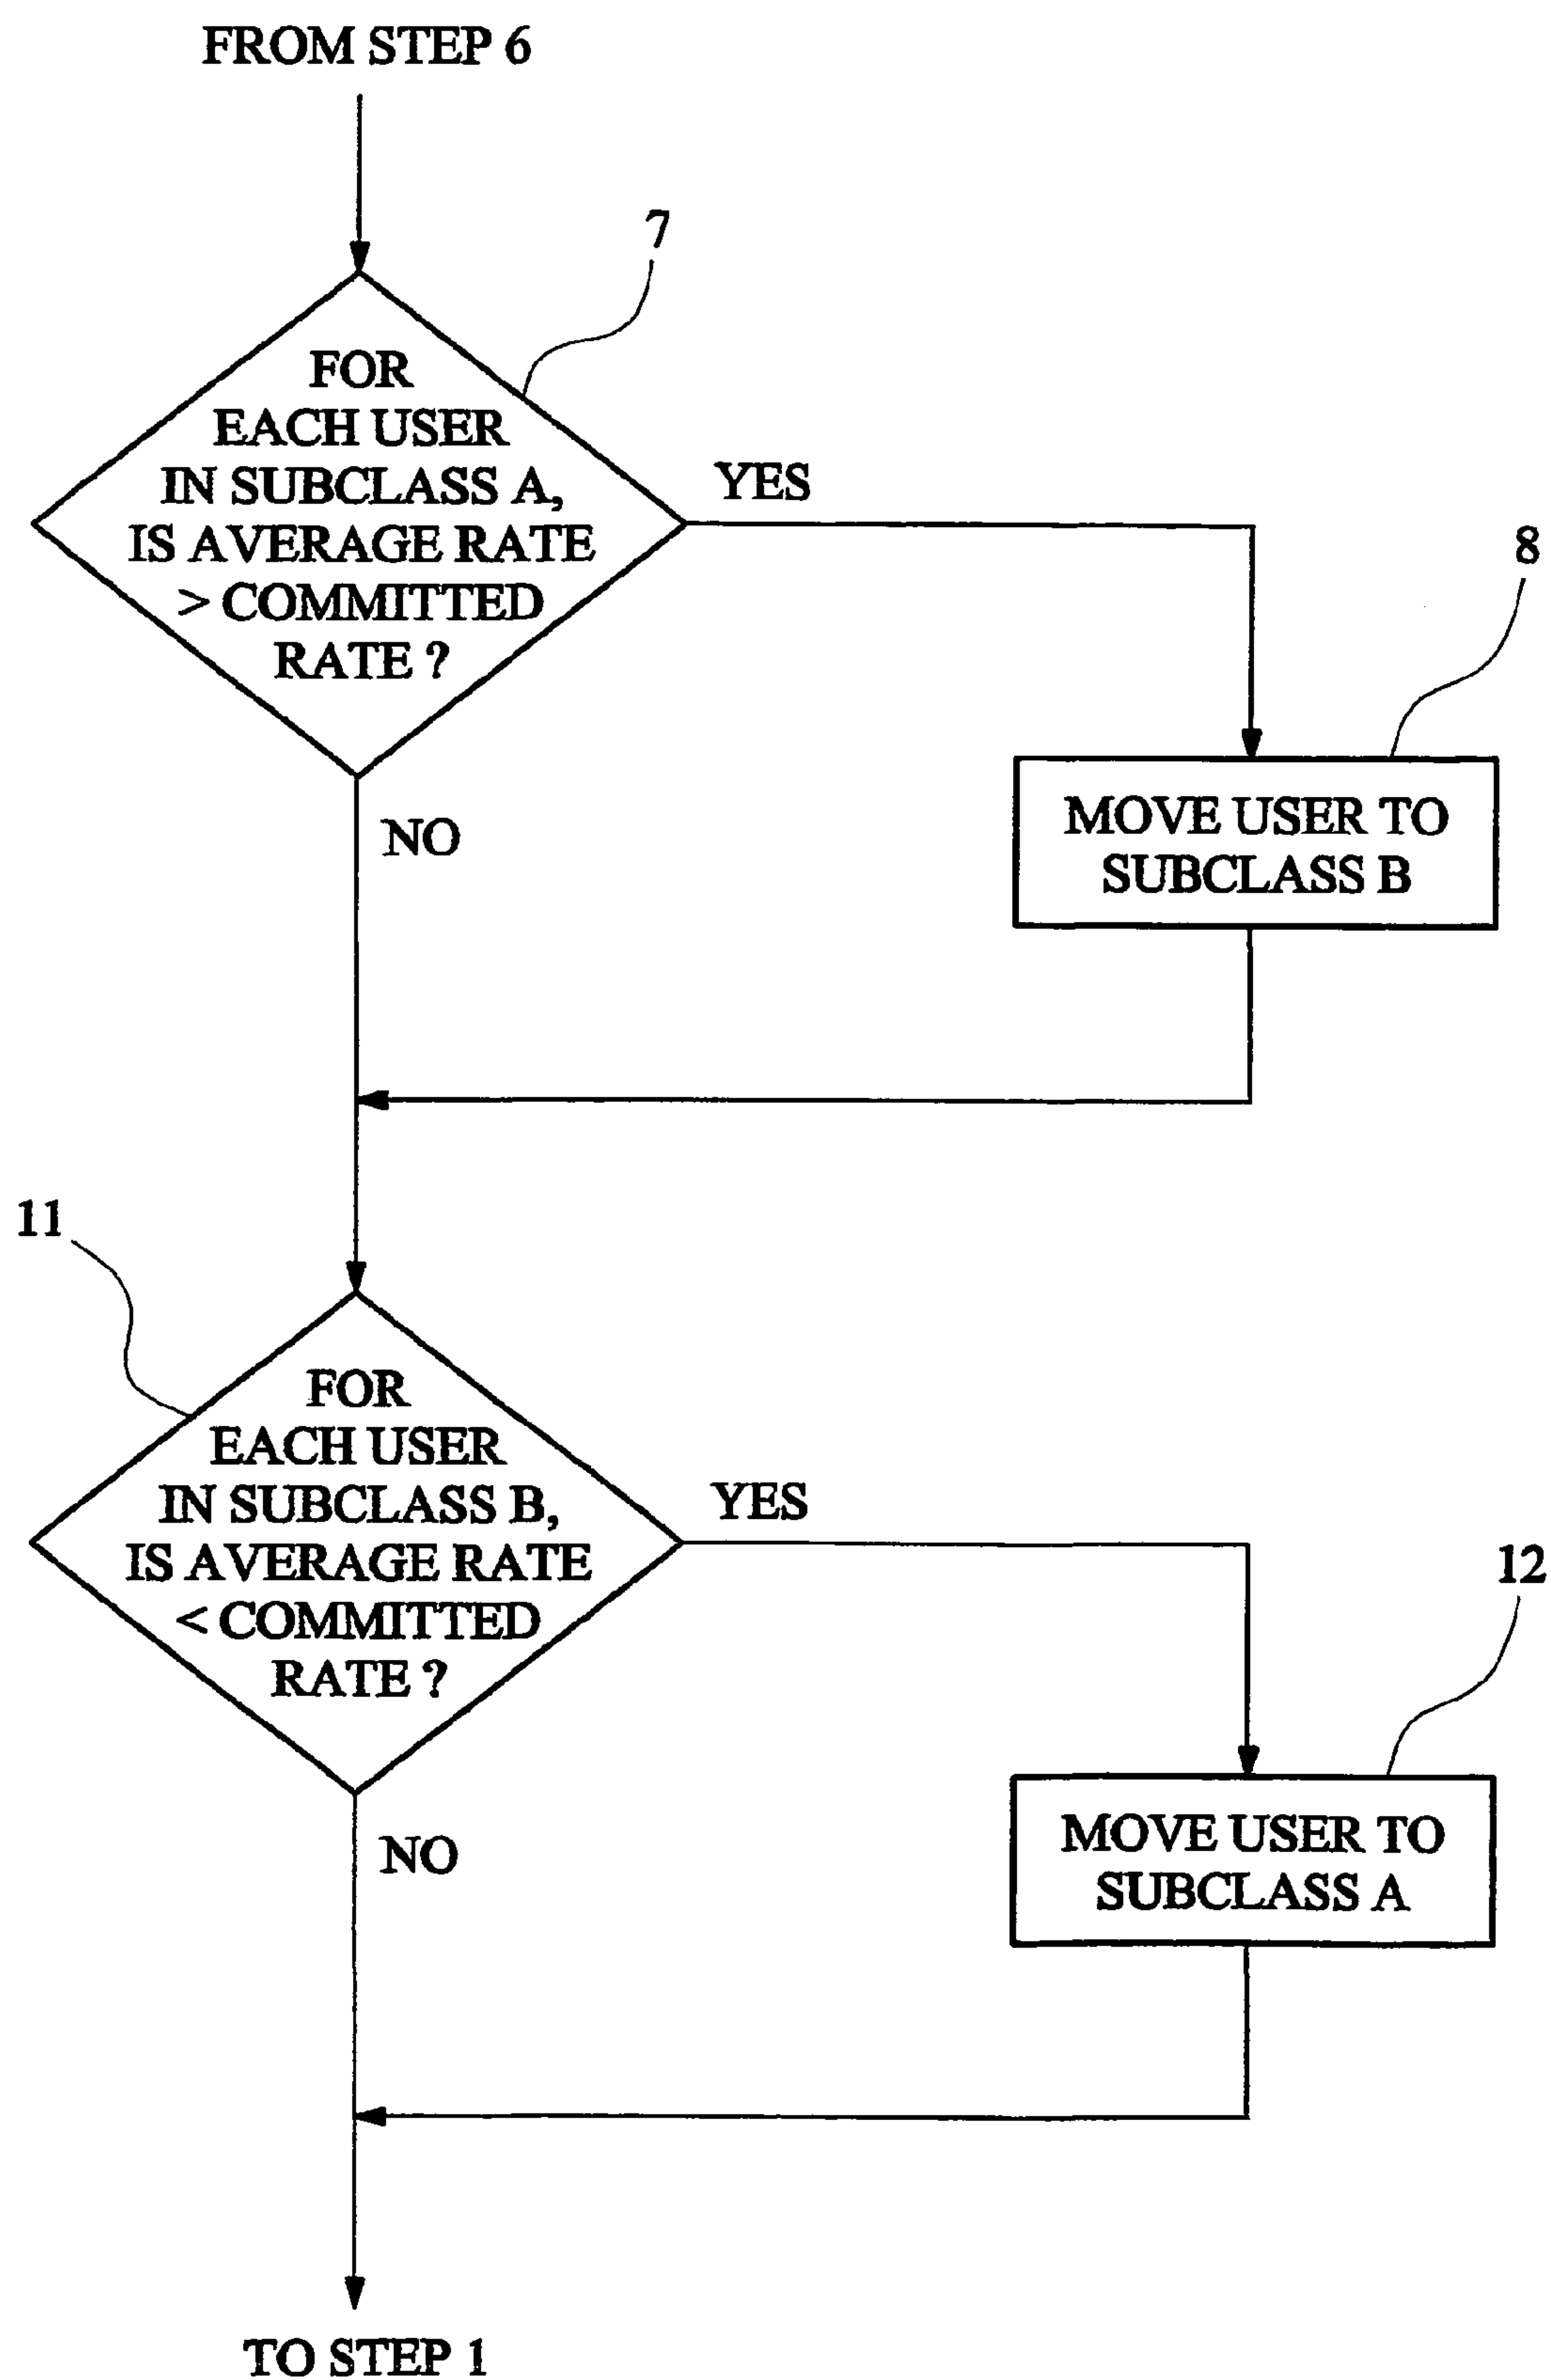 FROM STEP 6
7
FOR
EACH USER
IN SUBCLASS A,
IS AVERAGE RATE
> COMMITTED
RATE ?
YES
8
MOVE USER TO
SUBCLASS B
NO
11
FOR
EACH USER
IN SUBCLASS B,
IS AVERAGE RATE
< COMMITTED
RATE ?
YES
12
MOVE USER TO
SUBCLASS A
NO
TO STEP 1